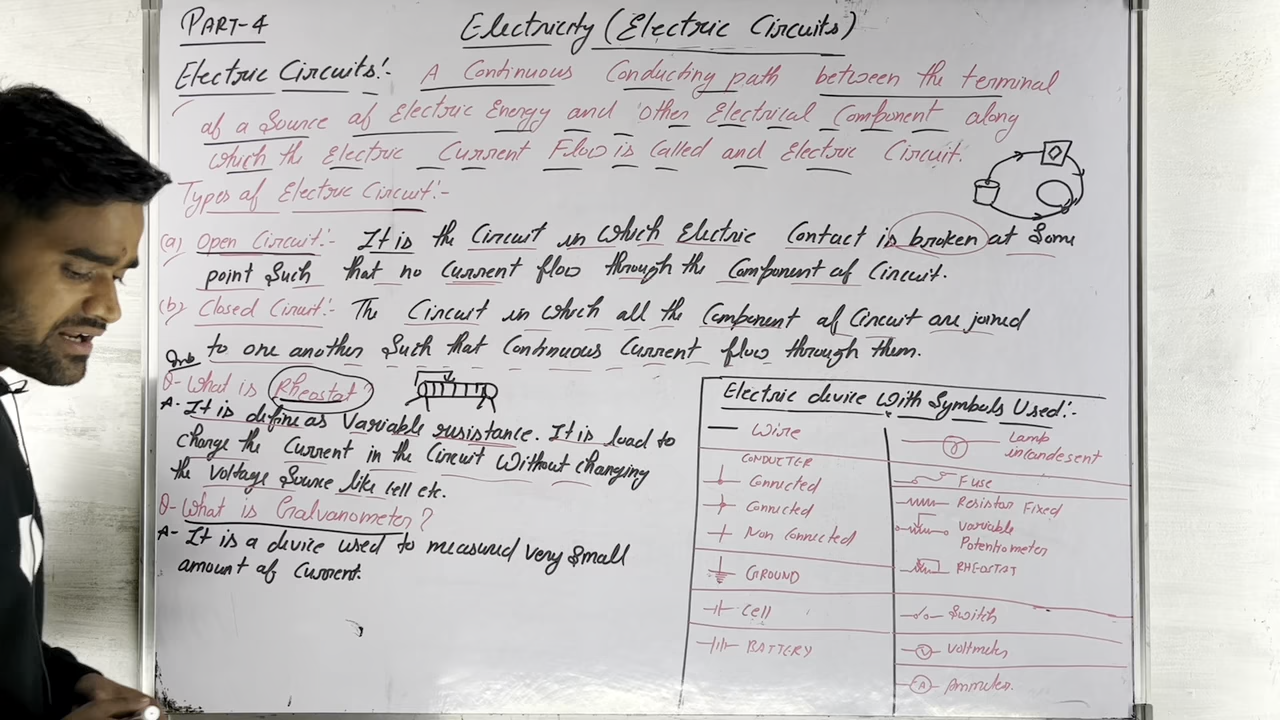 PART-4
Electricity (Electric Circuits)
Electric Circuits:- A Continuous Conducting path between the terminal
of a Source of Electric Energy and Other Electrical Component along
which the Electric Current Flow is Called and Electric Circuit.
Types of Electric Circuit:-
(a) Open Circuit:- It is the Circuit in which Electric Contact is broken at Some
point Such that no Current flow through the Component of Circuit.
(b) Closed Circuit:- The Circuit in which all the Component of Circuit are joined
to one another Such that Continuous Current flow through them.
Q- What is Rheostat?
A- It is define as Variable resistance. It is load to
change the Current in the Circuit Without changing
the Voltage Source like Cell etc.
Q- What is Galvanometer?
A- It is a device used to measured very Small
amount of Current.
Electric device With Symbols Used:-
Wire
CONDUCTER
Connected
Connected
Non Connected
GROUND
Cell
BATTERY
Lamp
incandesent
Fuse
Resistor Fixed
Variable
Potentiometer
RHEOSTAT
Switch
V Voltmeter
A Ammeter.